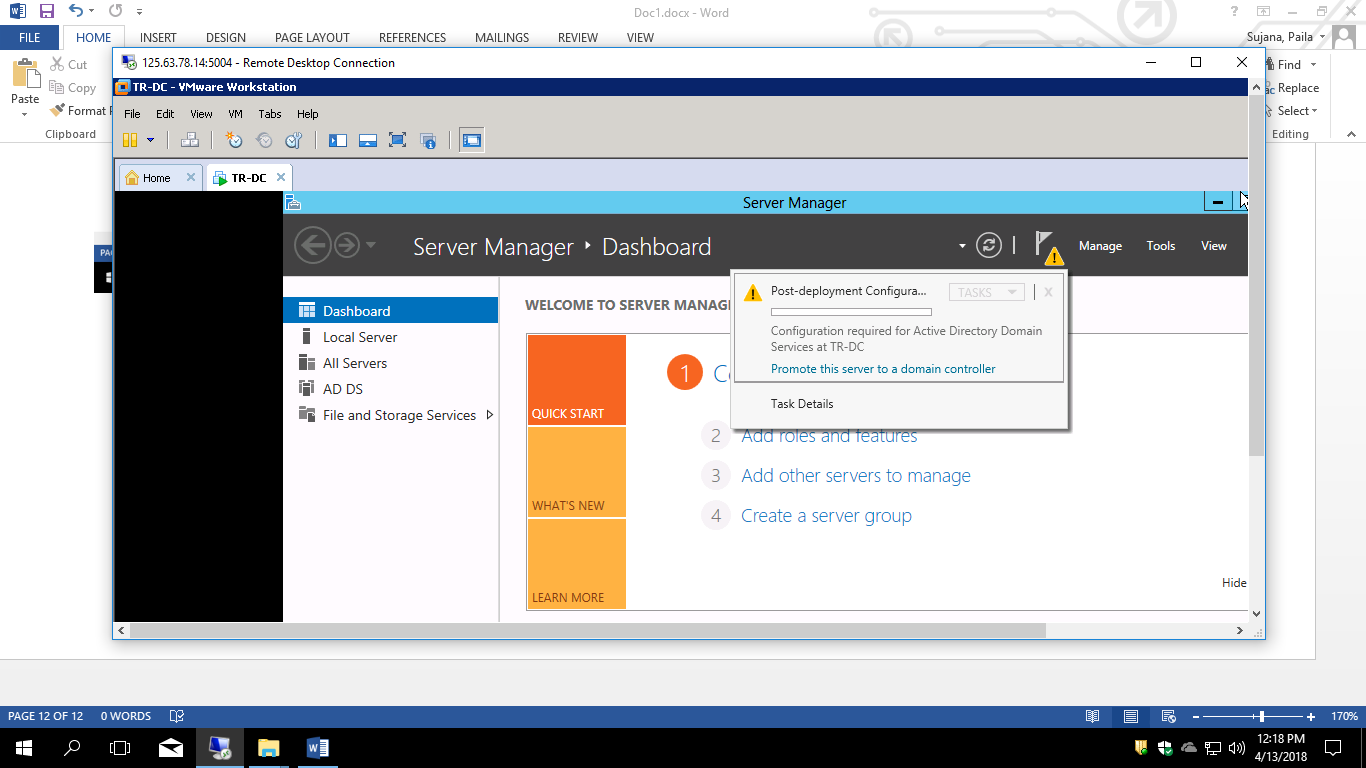 Doc1.docx - Word
FILE HOME INSERT DESIGN PAGE LAYOUT REFERENCES MAILINGS REVIEW VIEW Sujana, Paila
Paste
Cut
Copy
Format
Clipboard
Find
Replace
Select
Editing
125.63.78.14:5004 - Remote Desktop Connection
TR-DC - VMware Workstation
File Edit View VM Tabs Help
Home TR-DC
Server Manager
Server Manager Dashboard
Manage Tools View
Dashboard
Local Server
All Servers
AD DS
File and Storage Services
WELCOME TO SERVER MANAG
QUICK START
WHAT'S NEW
LEARN MORE
1
2 Add roles and features
3 Add other servers to manage
4 Create a server group
Hide
Post-deployment Configura... TASKS X
Configuration required for Active Directory Domain
Services at TR-DC
Promote this server to a domain controller
Task Details
PAGE 12 OF 12 0 WORDS 170%
12:18 PM
4/13/2018